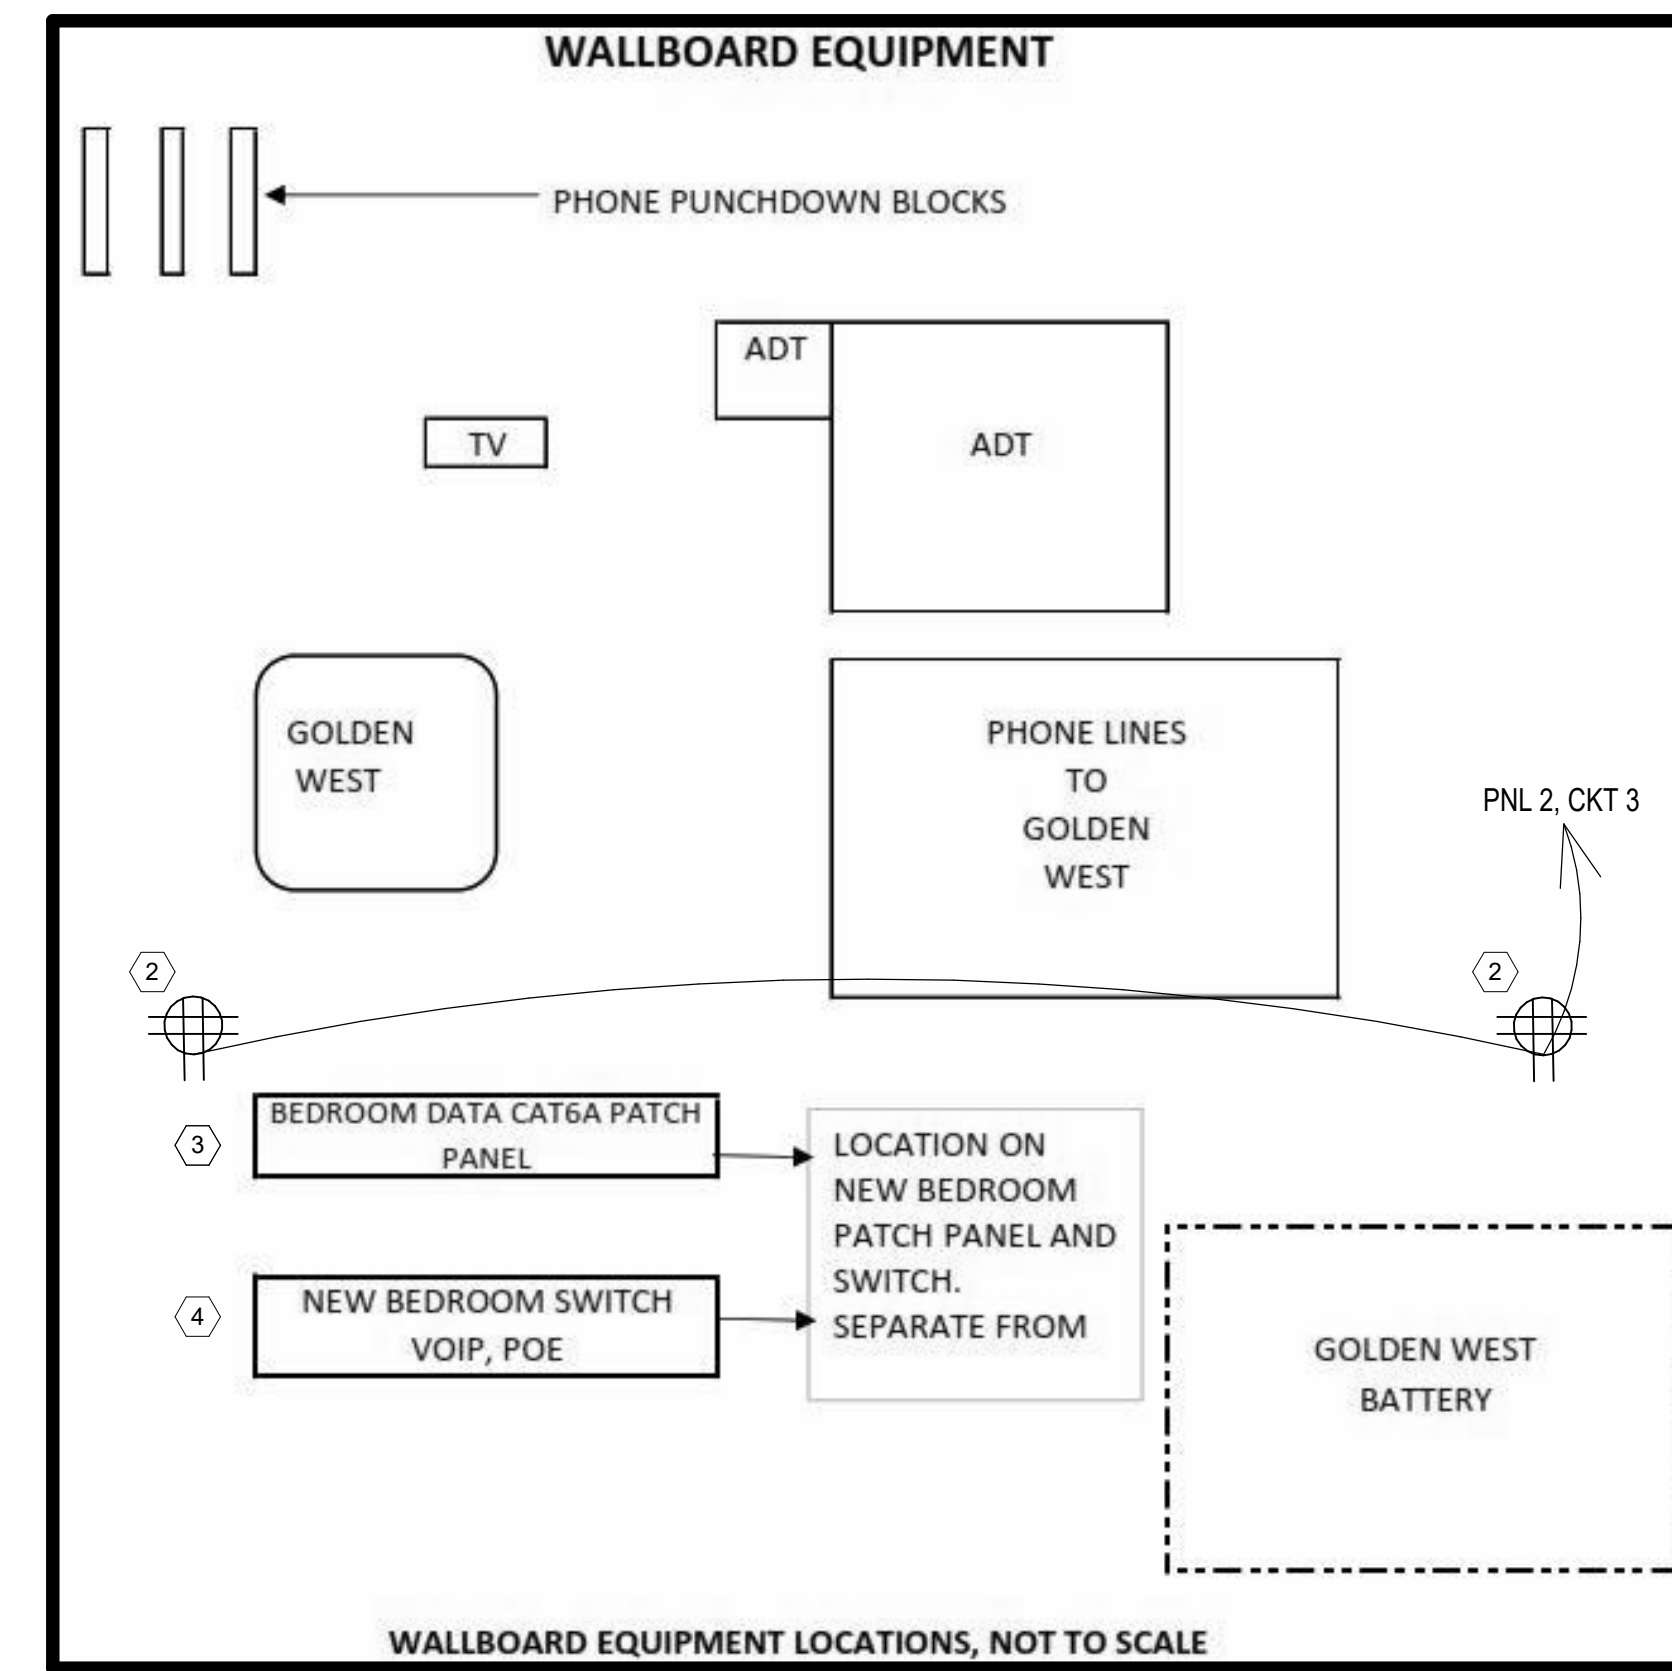 WALLBOARD EQUIPMENT
PHONE PUNCHDOWN BLOCKS
ADT
ADT
TV
GOLDEN
WEST
PHONE LINES
TO
GOLDEN
WEST
PNL 2, CKT 3
2
2
3
BEDROOM DATA CAT6A PATCH
PANEL
4
NEW BEDROOM SWITCH
VOIP, POE
LOCATION ON
NEW BEDROOM
PATCH PANEL AND
SWITCH.
SEPARATE FROM
GOLDEN WEST
BATTERY
WALLBOARD EQUIPMENT LOCATIONS, NOT TO SCALE